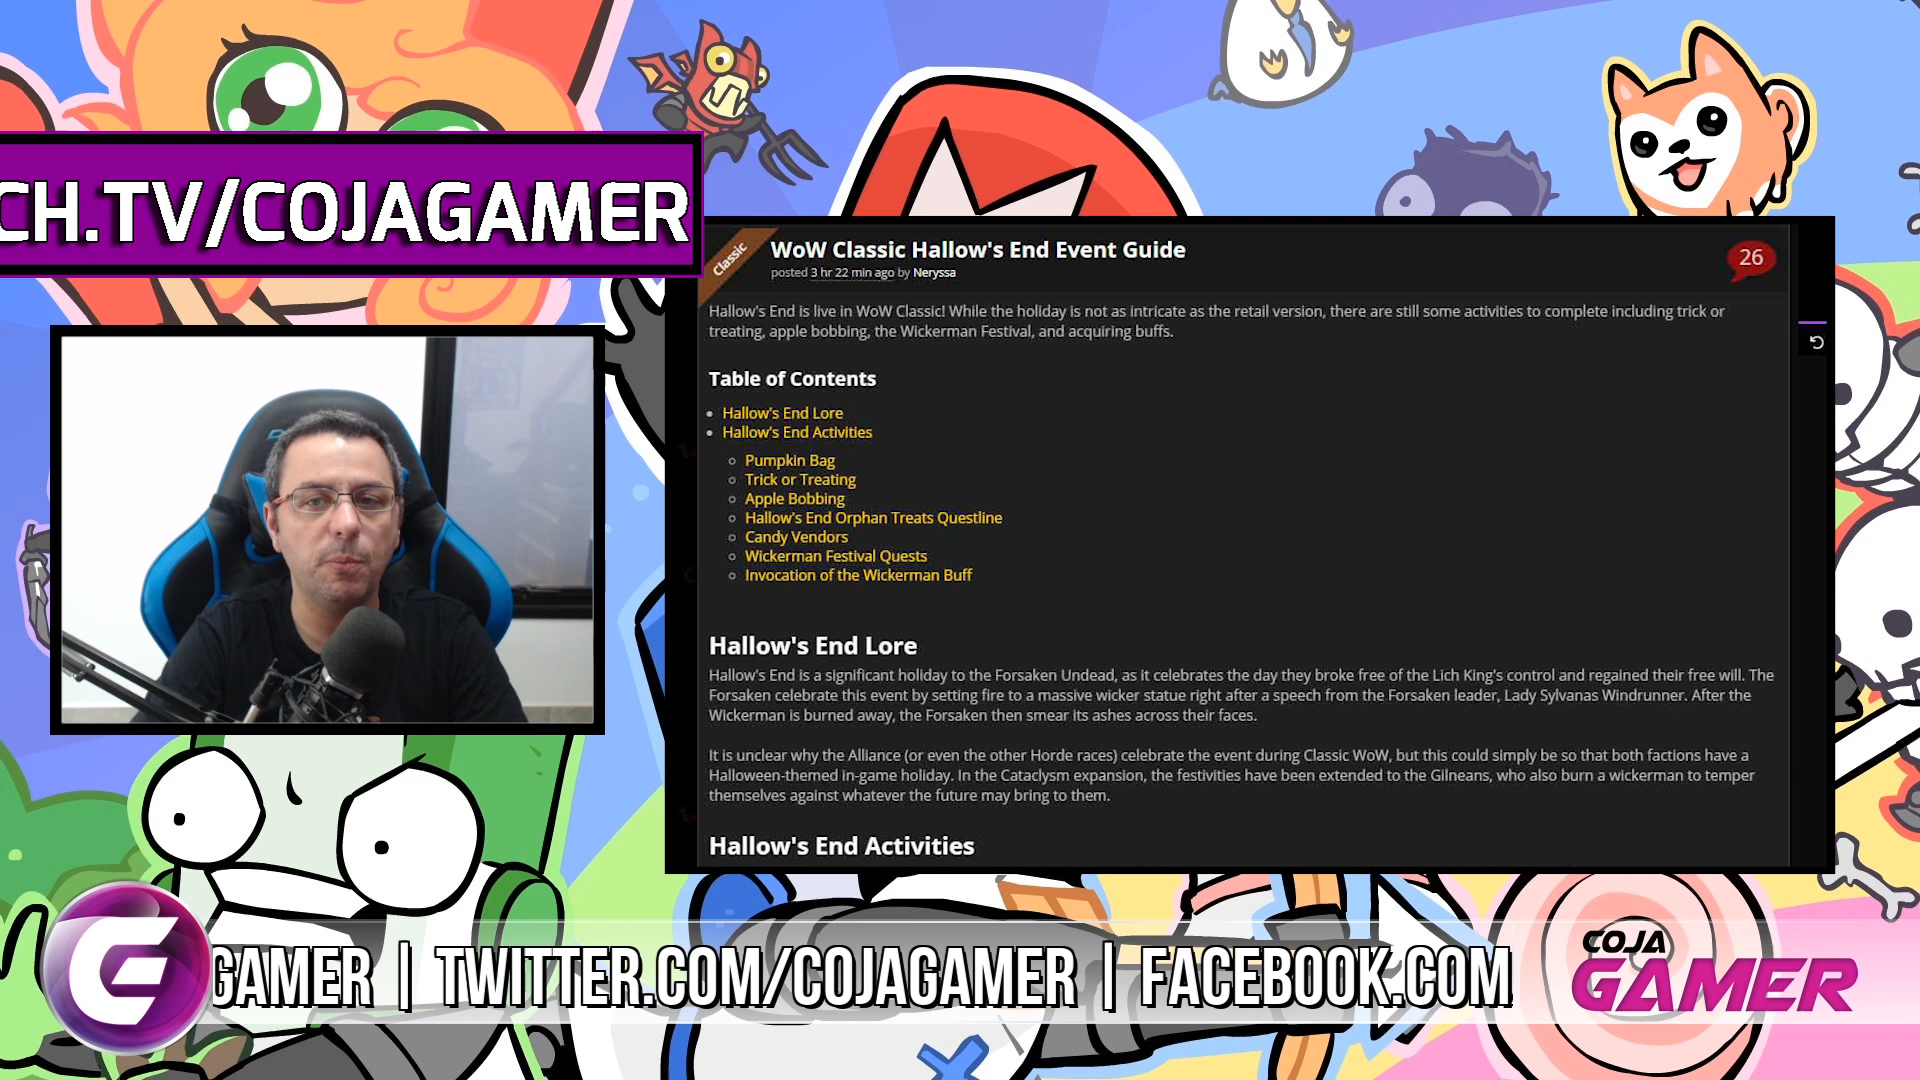 CH.TV/COJAGAMER
Classic
WoW Classic Hallow's End Event Guide
26
posted 3 hr 22 min ago by Neryssa
Hallow's End is live in WoW Classic! While the holiday is not as intricate as the retail version, there are still some activities to complete including trick or
treating, apple bobbing, the Wickerman Festival, and acquiring buffs.
Table of Contents
Hallow's End Lore
Hallow's End Activities
Pumpkin Bag
Trick or Treating
Apple Bobbing
Hallow's End Orphan Treats Questline
Candy Vendors
Wickerman Festival Quests
Invocation of the Wickerman Buff
Hallow's End Lore
Hallow's End is a significant holiday to the Forsaken Undead, as it celebrates the day they broke free of the Lich King's control and regained their free will. The
Forsaken celebrate this event by setting fire to a massive wicker statue right after a speech from the Forsaken leader, Lady Sylvanas Windrunner. After the
Wickerman is burned away, the Forsaken then smear its ashes across their faces.
It is unclear why the Alliance (or even the other Horde races) celebrate the event during Classic WoW, but this could simply be so that both factions have a
Halloween-themed in-game holiday. In the Cataclysm expansion, the festivities have been extended to the Gilneans, who also burn a wickerman to temper
themselves against whatever the future may bring to them.
Hallow's End Activities
GAMER | TWITTER.COM/COJAGAMER | FACEBOOK.COM
COJA
GAMER